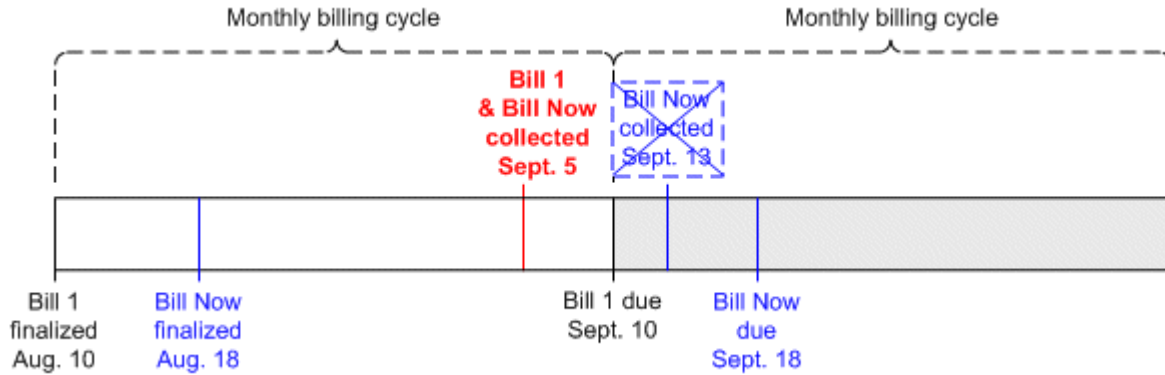 Monthly billing cycle
Monthly billing cycle
Bill 1
& Bill Now
collected
Sept. 5
Bill Now
collected
Sept. 13
Bill 1
finalized
Aug. 10
Bill Now
finalized
Aug. 18
Bill 1 due
Sept. 10
Bill Now
due
Sept. 18